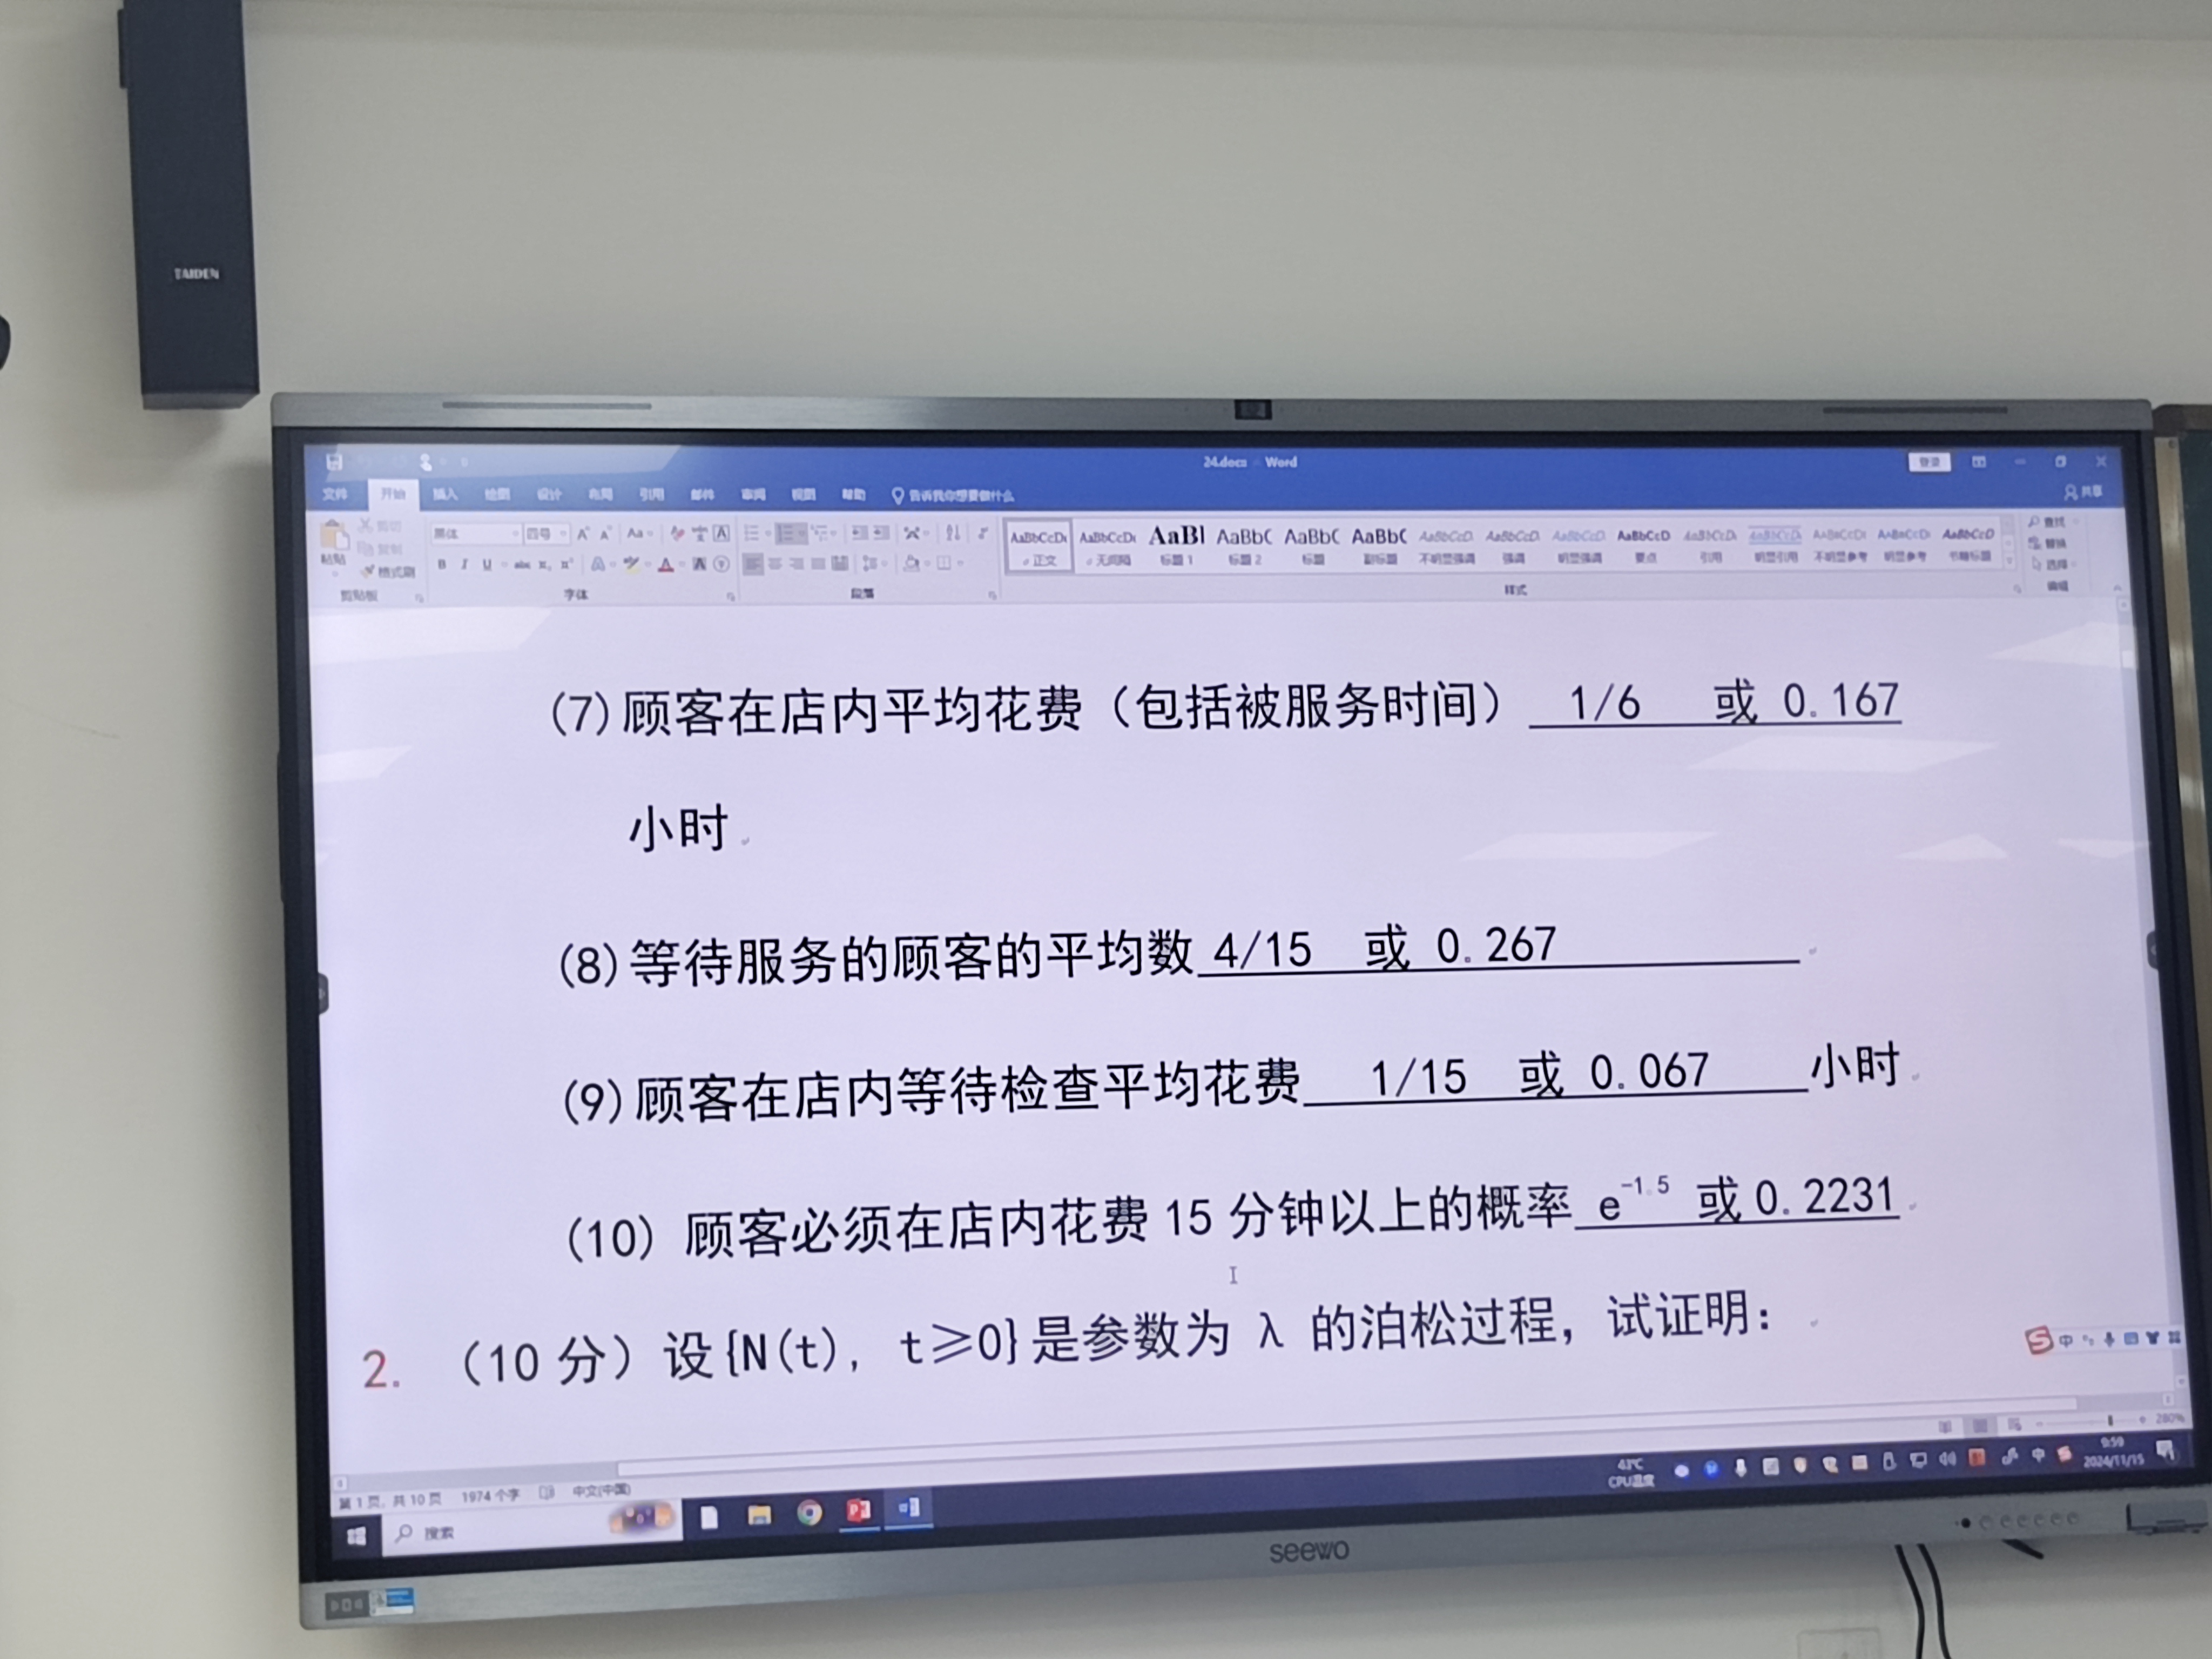 TAIDEN
24.docx - Word
登录
文件 开始 插入 绘图 设计 布局 引用 邮件 审阅 视图 帮助 告诉我你想要做什么
共享
粘贴 剪切 复制 格式刷
黑体 四号
AaBbCcDc AaBbCcDc AaBl AaBbC AaBbC AaBbC AaBbCcD AaBbCcD AaBbCcD AaBbCcD AaBbCcDc AaBbCcDc AaBbCcDc AaBbCcDc AaBbCcD
正文 无间隔 标题 1 标题 2 标题 副标题 不明显强调 强调 明显强调 要点 引用 明显引用 不明显参考 明显参考 书籍标题
查找 替换 选择
剪贴板 字体 段落 样式 编辑
(7)顾客在店内平均花费（包括被服务时间） 1/6 或 0.167
小时
(8)等待服务的顾客的平均数 4/15 或 0.267
(9)顾客在店内等待检查平均花费 1/15 或 0.067 小时
(10) 顾客必须在店内花费 15 分钟以上的概率 e^-1.5 或 0.2231
2. （10 分）设{N(t), t≥0}是参数为 λ 的泊松过程，试证明：
中
280%
第 1 页，共 10 页 1974 个字 中文(中国)
搜索
43℃
CPU温度
中
9:59
2024/11/15
seewo